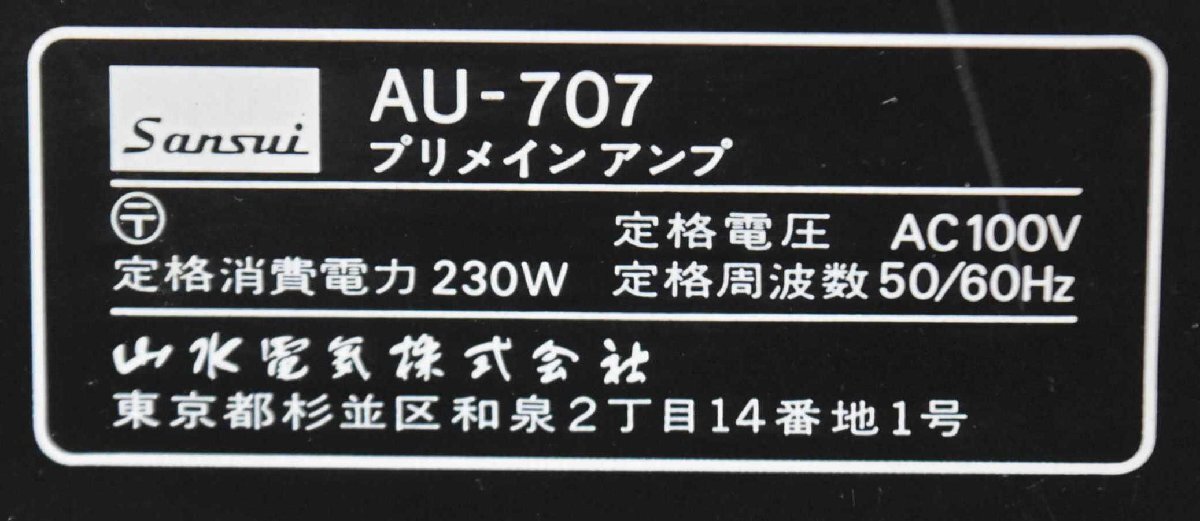 Sansui
AU-707
プリメインアンプ
〶
定格電圧 AC100V
定格消費電力 230W 定格周波数 50/60Hz
山水電気株式会社
東京都杉並区和泉2丁目14番地1号